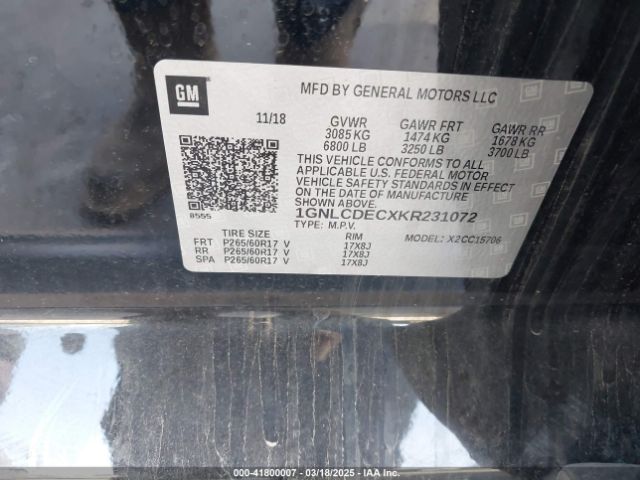 GM
MFD BY GENERAL MOTORS LLC
11/18 GVWR GAWR FRT GAWR RR
3085 KG 1474 KG 1678 KG
6800 LB 3250 LB 3700 LB
THIS VEHICLE CONFORMS TO ALL
APPLICABLE U.S. FEDERAL MOTOR
VEHICLE SAFETY STANDARDS IN EFFECT
ON THE DATE OF MANUFACTURE
SHOWN ABOVE.
8555 1GNLCDECXKR231072
TYPE: M.P.V. MODEL: X2CC15706
TIRE SIZE RIM
FRT P265/60R17 V 17X8J
RR P265/60R17 V 17X8J
SPA P265/60R17 V 17X8J
000-41800007 - 03/18/2025 - IAA Inc.